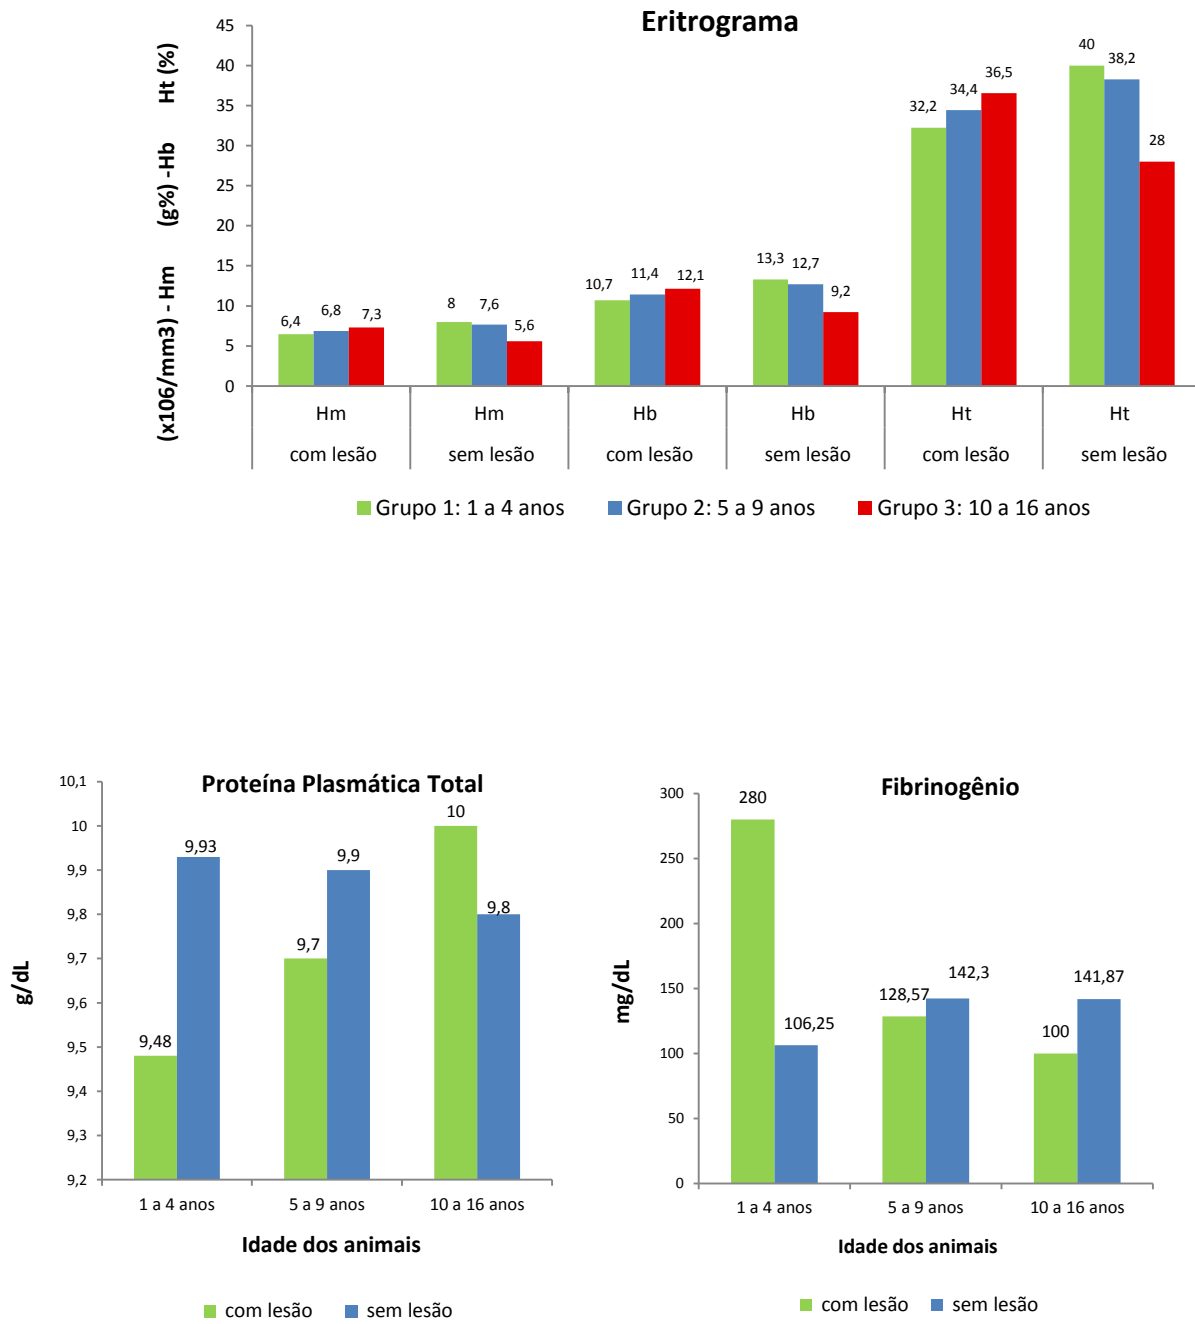 Eritrograma
(x106/mm3) - Hm (g%) -Hb Ht (%)
45
40
35
30
25
20
15
10
5
0
6,4 6,8 7,3
8 7,6 5,6
10,7 11,4 12,1
13,3 12,7 9,2
32,2 34,4 36,5
40 38,2 28
Hm Hm Hb Hb Ht Ht
com lesão sem lesão com lesão sem lesão com lesão sem lesão
Grupo 1: 1 a 4 anos Grupo 2: 5 a 9 anos Grupo 3: 10 a 16 anos
Proteína Plasmática Total
g/dL
10,1
10
9,9
9,8
9,7
9,6
9,5
9,4
9,3
9,2
9,48 9,93
9,7 9,9
10 9,8
1 a 4 anos 5 a 9 anos 10 a 16 anos
Idade dos animais
com lesão sem lesão
Fibrinogênio
mg/dL
300
250
200
150
100
50
0
280 106,25
128,57 142,3
100 141,87
1 a 4 anos 5 a 9 anos 10 a 16 anos
Idade dos animais
com lesão sem lesão